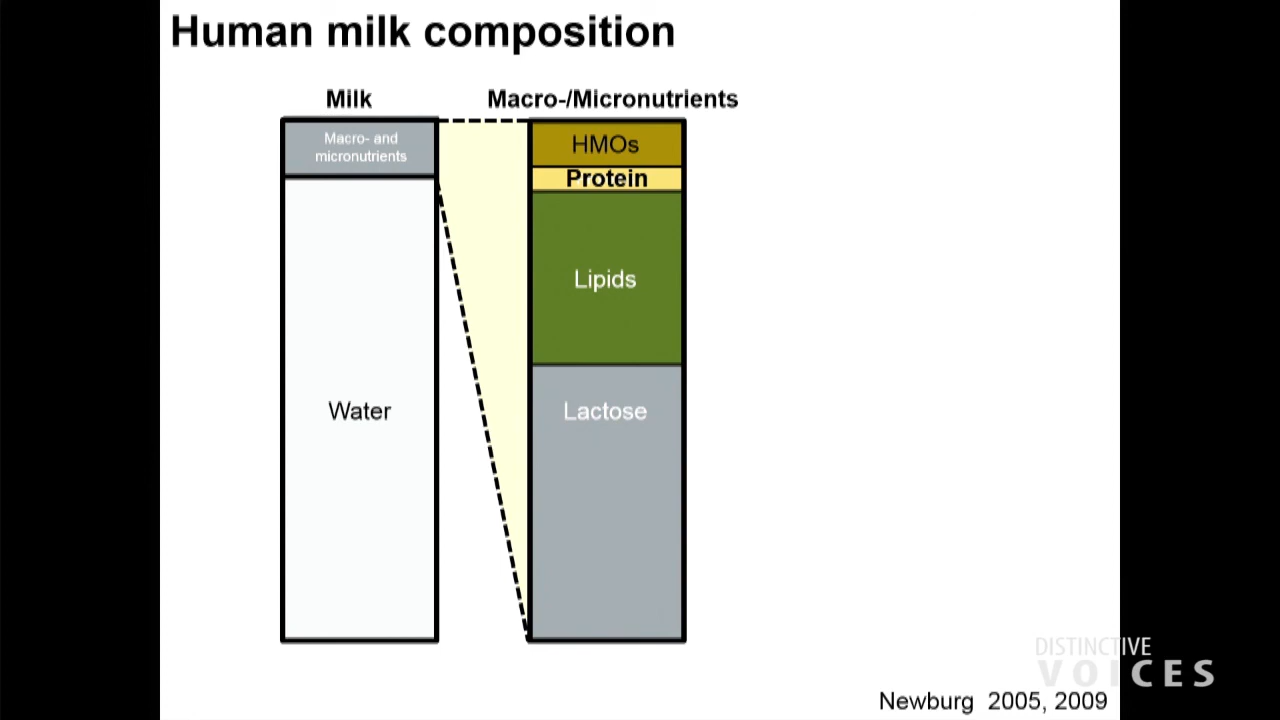 Human milk composition
Milk
Macro-/Micronutrients
Macro- and
micronutrients
HMOs
Protein
Lipids
Water
Lactose
DISTINCTIVE
VOICES
Newburg 2005, 2009